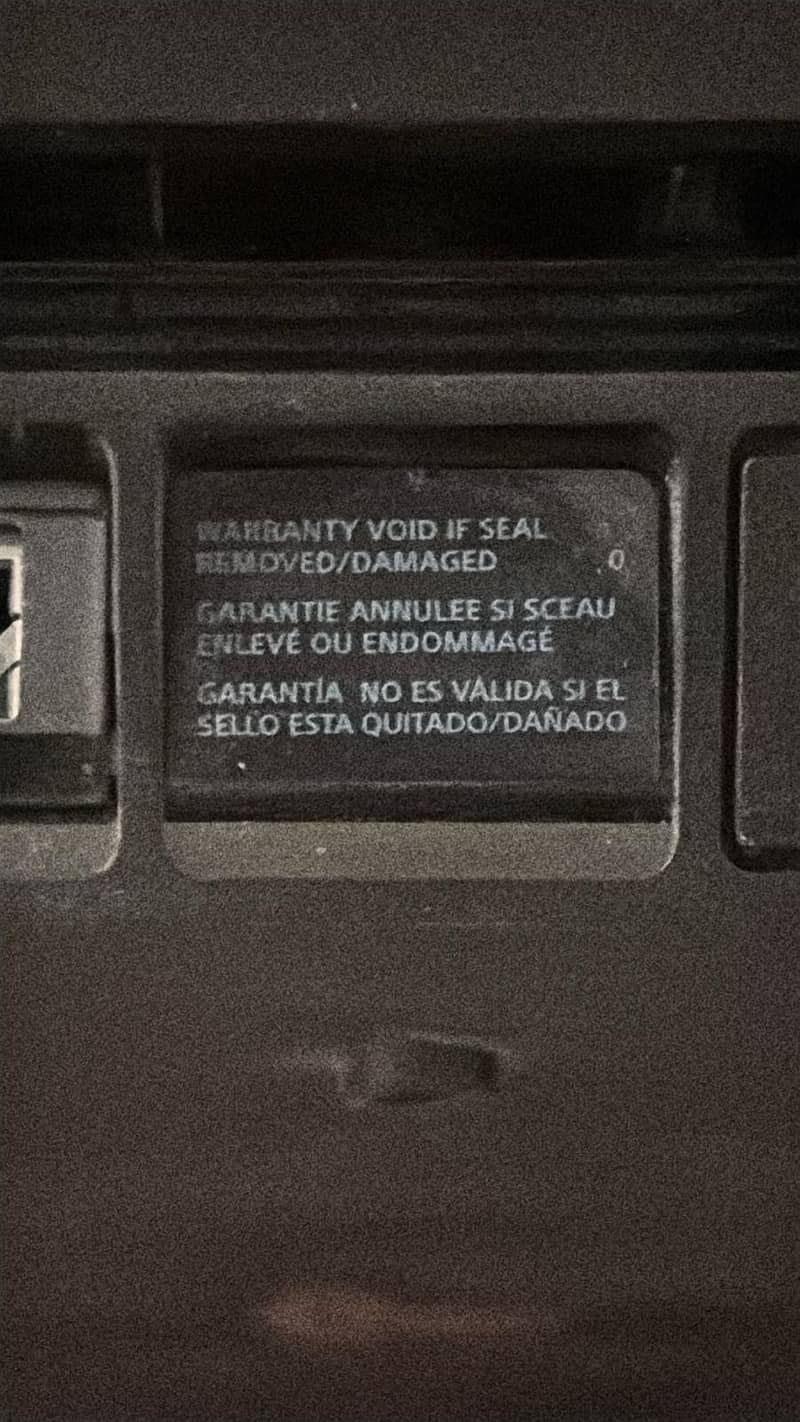 WARRANTY VOID IF SEAL
REMOVED/DAMAGED .0
GARANTIE ANNULEE SI SCEAU
ENLEVÉ OU ENDOMMAGÉ
GARANTÍA NO ES VÁLIDA SI EL
SELLO ESTA QUITADO/DAÑADO